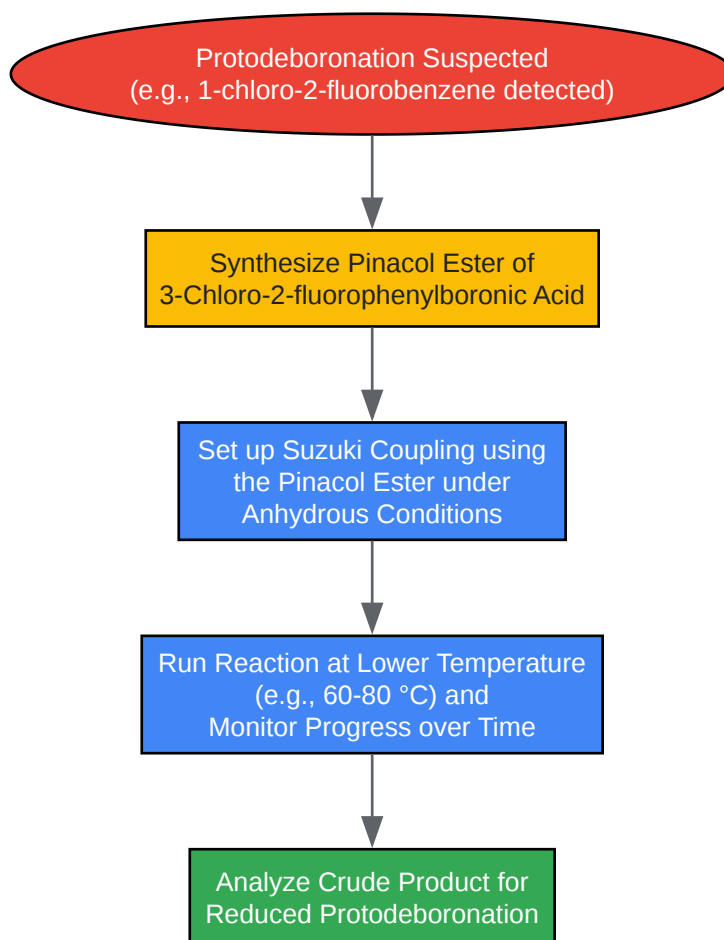 Protodeboronation Suspected
(e.g., 1-chloro-2-fluorobenzene detected)
Synthesize Pinacol Ester of
3-Chloro-2-fluorophenylboronic Acid
Set up Suzuki Coupling using
the Pinacol Ester under
Anhydrous Conditions
Run Reaction at Lower Temperature
(e.g., 60-80 °C) and
Monitor Progress over Time
Analyze Crude Product for
Reduced Protodeboronation